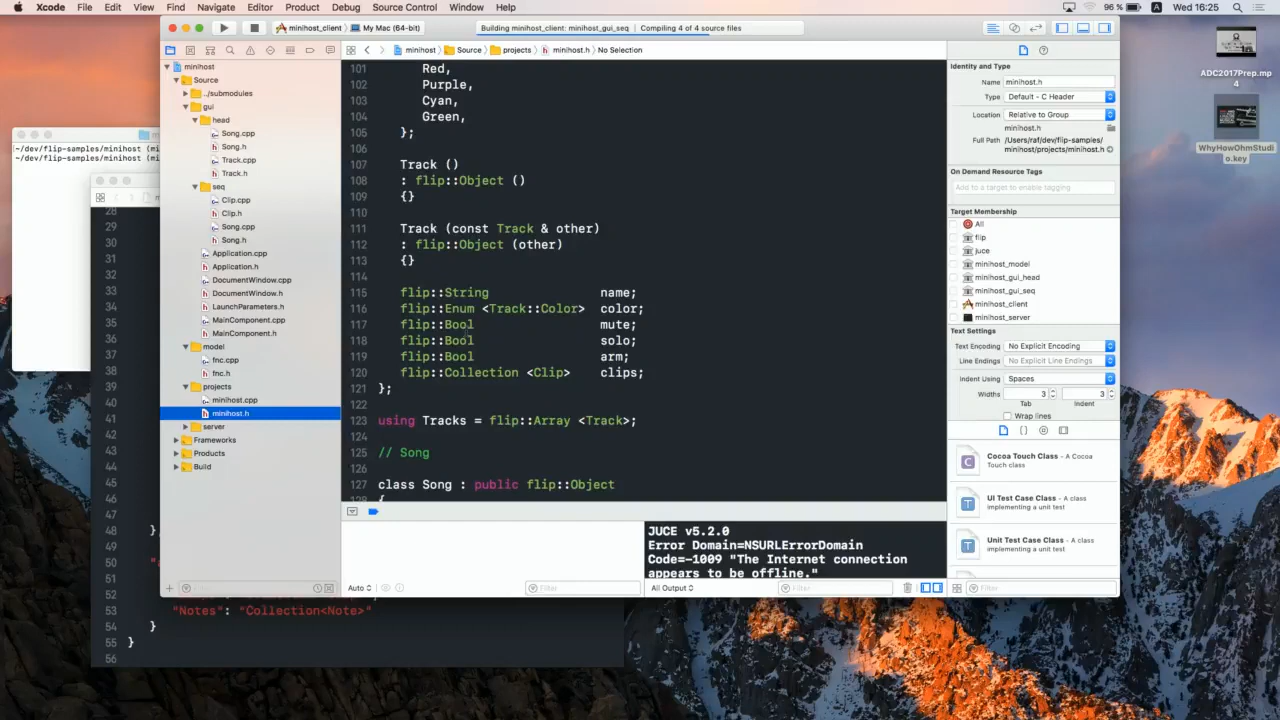 Xcode File Edit View Find Navigate Editor Product Debug Source Control Window Help 96 % A Wed 16:25
minihost_client My Mac (64-bit) Building minihost_client: minihost_gui_seq Compiling 4 of 4 source files
minihost Source projects minihost.h No Selection
minihost
Source
../submodules
gui
head
Song.cpp
Song.h
Track.cpp
Track.h
seq
Clip.cpp
Clip.h
Song.cpp
Song.h
Application.cpp
Application.h
DocumentWindow.cpp
DocumentWindow.h
LaunchParameters.h
MainComponent.cpp
MainComponent.h
model
fnc.cpp
fnc.h
projects
minihost.cpp
minihost.h
server
Frameworks
Products
Build
101 Red,
102 Purple,
103 Cyan,
104 Green,
105 };
106
107 Track ()
108 : flip::Object ()
109 {}
110
111 Track (const Track & other)
112 : flip::Object (other)
113 {}
114
115 flip::String name;
116 flip::Enum <Track::Color> color;
117 flip::Bool mute;
118 flip::Bool solo;
119 flip::Bool arm;
120 flip::Collection <Clip> clips;
121 };
122
123 using Tracks = flip::Array <Track>;
124
125 // Song
126
127 class Song : public flip::Object
128 {
JUCE v5.2.0
Error Domain=NSURLErrorDomain
Code=-1009 "The Internet connection
appears to be offline."
Auto Filter All Output Filter Filter
Identity and Type
Name minihost.h
Type Default - C Header
Location Relative to Group
minihost.h
Full Path /Users/raf/dev/flip-samples/
minihost/projects/minihost.h
On Demand Resource Tags
Add to a target to enable tagging
Target Membership
All
flip
juce
minihost_model
minihost_gui_head
minihost_gui_seq
minihost_client
minihost_server
Text Settings
Text Encoding No Explicit Encoding
Line Endings No Explicit Line Endings
Indent Using Spaces
Widths 3 3
Tab Indent
Wrap lines
Cocoa Touch Class - A Cocoa
Touch class
UI Test Case Class - A class
implementing a unit test
Unit Test Case Class - A class
implementing a unit test
ADC2017Prep.mp
4
WhyHowOhmStudi
o.key
~/dev/flip-samples/minihost (mi
~/dev/flip-samples/minihost (mi
28
29
30
31
32
33
34
35
36
37
38
39
40
41
42
43
44
45
46
47
48 }
49
50
51
52
53 "Notes": "Collection<Note>"
54 }
55 }
56